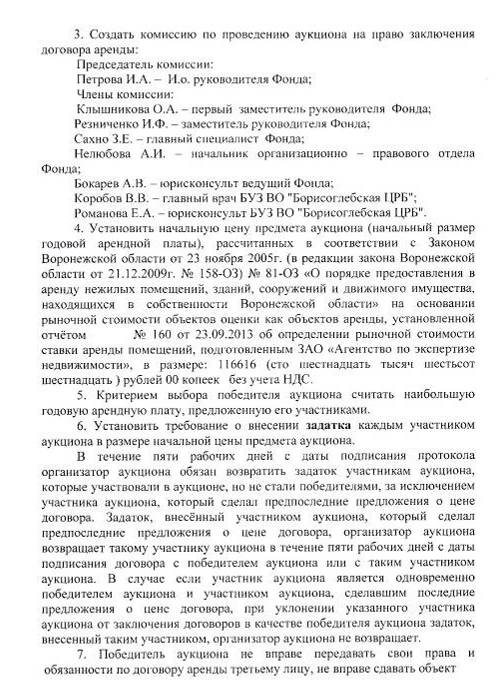 3. Создать комиссию по проведению аукциона на право заключения
договора аренды:
Председатель комиссии:
Петрова И.А. – И.о. руководителя Фонда;
Члены комиссии:
Клышникова О.А. – первый заместитель руководителя Фонда;
Резниченко И.Ф. – заместитель руководителя Фонда;
Сахно З.Е. – главный специалист Фонда;
Нелюбова А.И. – начальник организационно – правового отдела
Фонда;
Бокарев А.В. – юрисконсульт ведущий Фонда;
Коробов В.В. – главный врач БУЗ ВО "Борисоглебская ЦРБ";
Романова Е.А. – юрисконсульт БУЗ ВО "Борисоглебская ЦРБ".
4. Установить начальную цену предмета аукциона (начальный размер
годовой арендной платы), рассчитанных в соответствии с Законом
Воронежской области от 23 ноября 2005г. (в редакции закона Воронежской
области от 21.12.2009г. № 158-ОЗ) № 81-ОЗ «О порядке предоставления в
аренду нежилых помещений, зданий, сооружений и движимого имущества,
находящихся в собственности Воронежской области» на основании
рыночной стоимости объектов оценки как объектов аренды, установленной
отчётом № 160 от 23.09.2013 об определении рыночной стоимости
ставки аренды помещений, подготовленным ЗАО «Агентство по экспертизе
недвижимости», в размере: 116616 (сто шестнадцать тысяч шестьсот
шестнадцать ) рублей 00 копеек без учета НДС.
5. Критерием выбора победителя аукциона считать наибольшую
годовую арендную плату, предложенную его участниками.
6. Установить требование о внесении задатка каждым участником
аукциона в размере начальной цены предмета аукциона.
В течение пяти рабочих дней с даты подписания протокола
организатор аукциона обязан возвратить задаток участникам аукциона,
которые участвовали в аукционе, но не стали победителями, за исключением
участника аукциона, который сделал предпоследнее предложения о цене
договора. Задаток, внесённый участником аукциона, который сделал
предпоследнее предложения о цене договора, организатор аукциона
возвращает такому участнику аукциона в течение пяти рабочих дней с даты
подписания договора с победителем аукциона или с таким участником
аукциона. В случае если участник аукциона является одновременно
победителем аукциона и участником аукциона, сделавшим последние
предложения о цене договора, при уклонении указанного участника
аукциона от заключения договоров в качестве победителя аукциона задаток,
внесенный таким участником, организатор аукциона не возвращает.
7. Победитель аукциона не вправе передавать свои права и
обязанности по договору аренды третьему лицу, не вправе сдавать объект